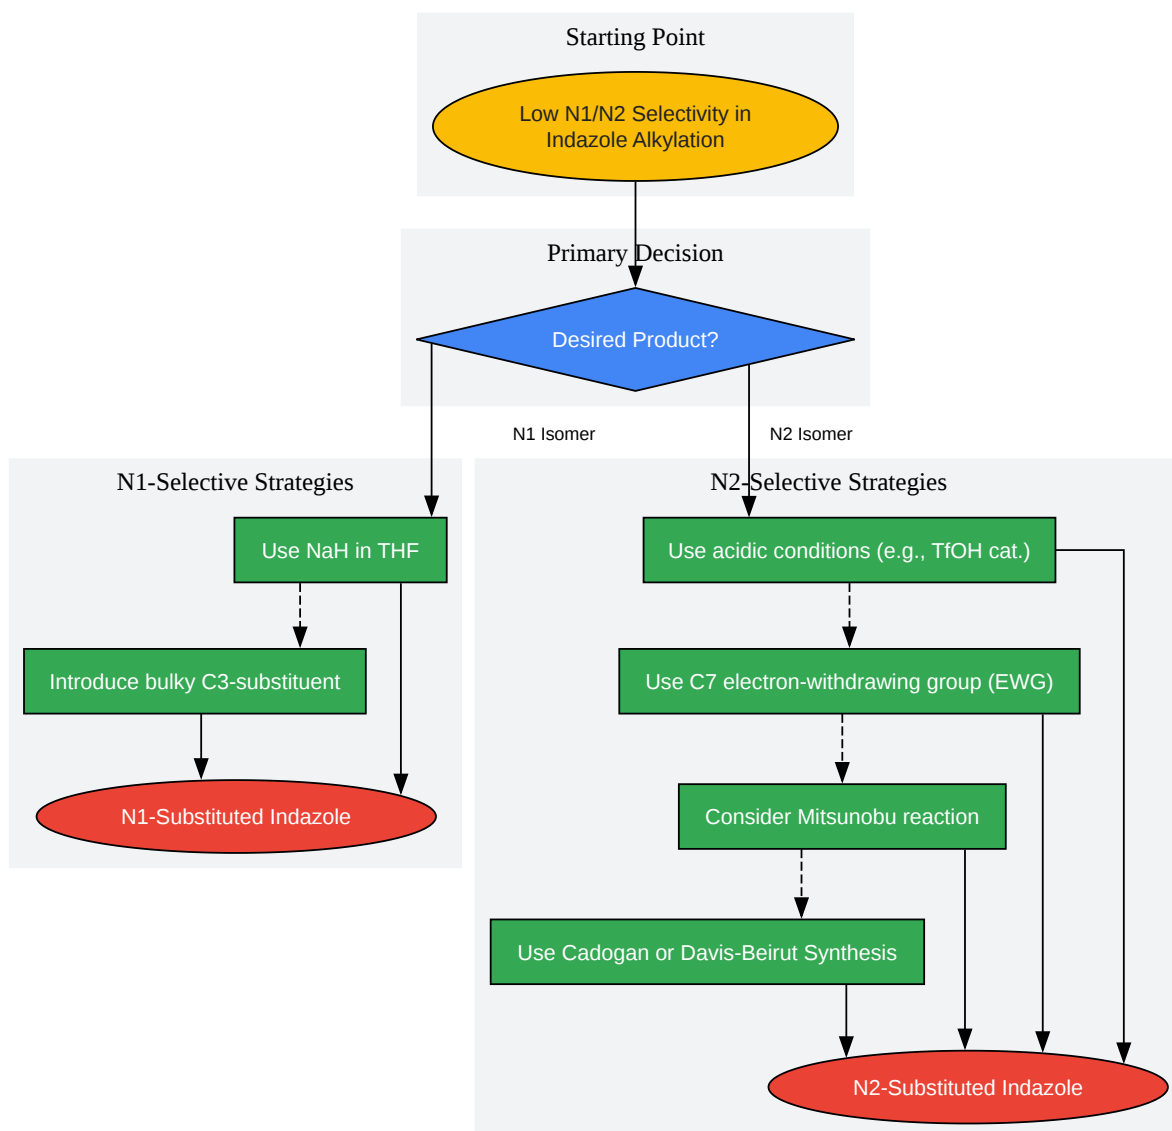 Starting Point
Low N1/N2 Selectivity in
Indazole Alkylation
Primary Decision
Desired Product?
N1 Isomer
N2 Isomer
N1-Selective Strategies
Use NaH in THF
Introduce bulky C3-substituent
N1-Substituted Indazole
N2-Selective Strategies
Use acidic conditions (e.g., TfOH cat.)
Use C7 electron-withdrawing group (EWG)
Consider Mitsunobu reaction
Use Cadogan or Davis-Beirut Synthesis
N2-Substituted Indazole